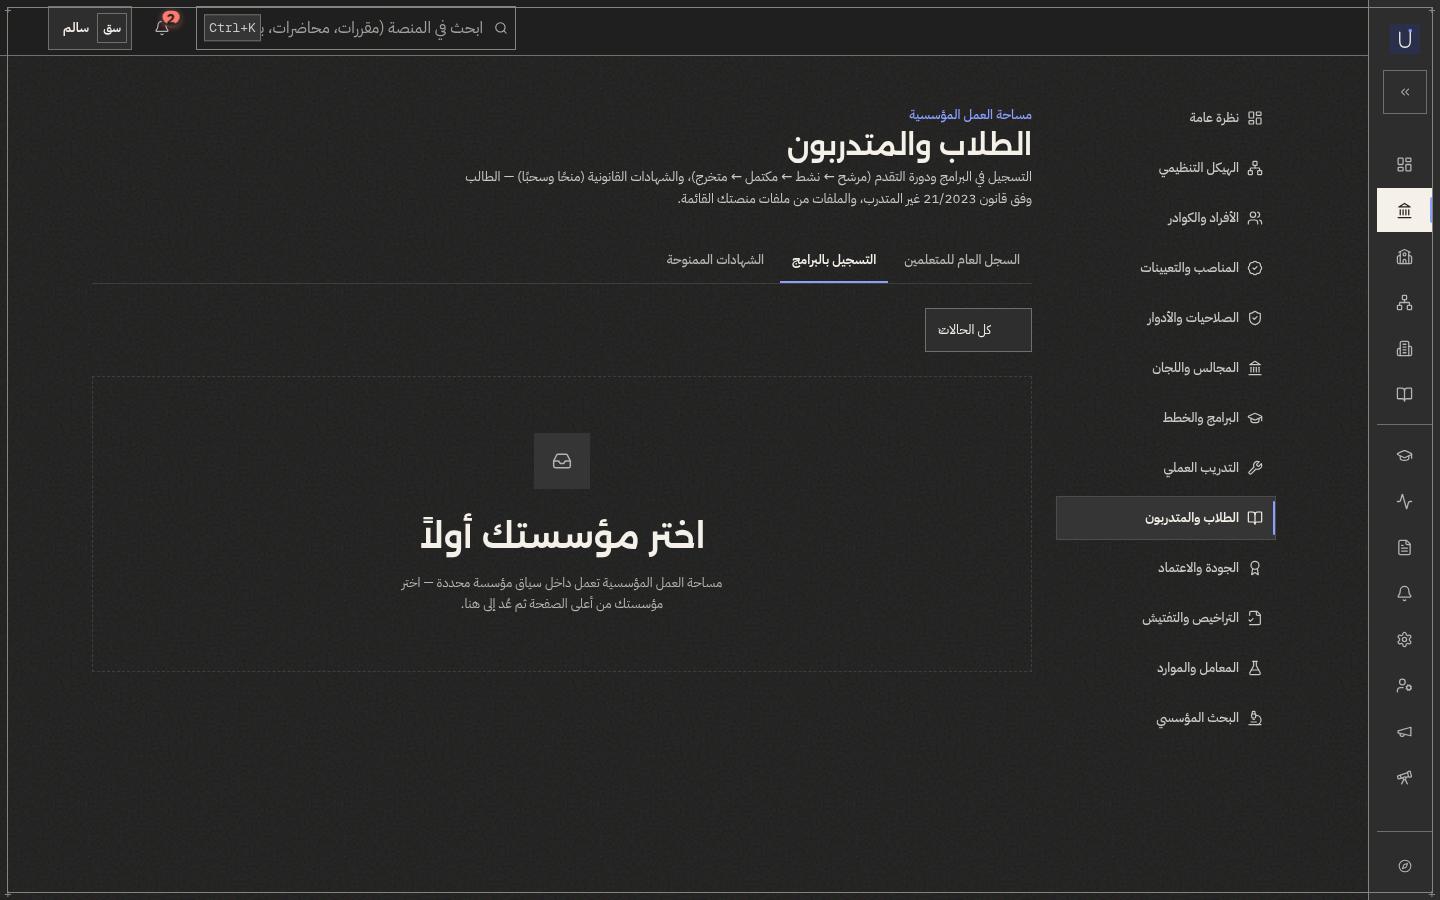 ابحث في المنصة (مقررات، محاضرات،
Ctrl+K
2
سق
سالم
نظرة عامة
الهيكل التنظيمي
الأفراد والكوادر
المناصب والتعيينات
الصلاحيات والأدوار
المجالس واللجان
البرامج والخطط
التدريب العملي
الطلاب والمتدربون
الجودة والاعتماد
التراخيص والتفتيش
المعامل والموارد
البحث المؤسسي
مساحة العمل المؤسسية
الطلاب والمتدربون
التسجيل في البرامج ودورة التقدم (مرشح ← نشط ← مكتمل ← متخرج)، والشهادات القانونية (منحًا وسحبًا) — الطالب
وفق قانون 21/2023 غير المتدرب، والملفات من ملفات منصتك القائمة.
السجل العام للمتعلمين
التسجيل بالبرامج
الشهادات الممنوحة
كل الحالات
اختر مؤسستك أولاً
مساحة العمل المؤسسية تعمل داخل سياق مؤسسة محددة — اختر
مؤسستك من أعلى الصفحة ثم عُد إلى هنا.